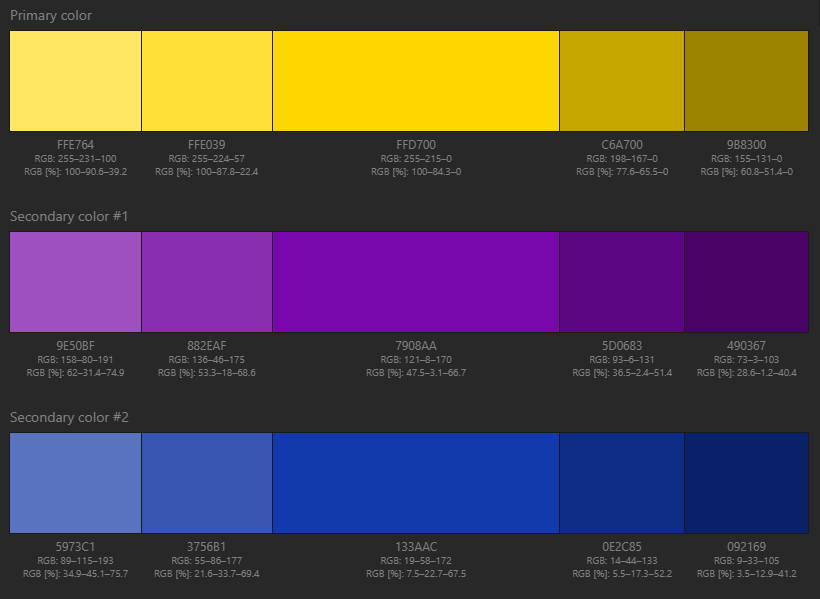 Primary color
FFE764
RGB: 255–231–100
RGB [%]: 100–90.6–39.2
FFE039
RGB: 255–224–57
RGB [%]: 100–87.8–22.4
FFD700
RGB: 255–215–0
RGB [%]: 100–84.3–0
C6A700
RGB: 198–167–0
RGB [%]: 77.6–65.5–0
9B8300
RGB: 155–131–0
RGB [%]: 60.8–51.4–0
Secondary color #1
9E50BF
RGB: 158–80–191
RGB [%]: 62–31.4–74.9
882EAF
RGB: 136–46–175
RGB [%]: 53.3–18–68.6
7908AA
RGB: 121–8–170
RGB [%]: 47.5–3.1–66.7
5D0683
RGB: 93–6–131
RGB [%]: 36.5–2.4–51.4
490367
RGB: 73–3–103
RGB [%]: 28.6–1.2–40.4
Secondary color #2
5973C1
RGB: 89–115–193
RGB [%]: 34.9–45.1–75.7
3756B1
RGB: 55–86–177
RGB [%]: 21.6–33.7–69.4
133AAC
RGB: 19–58–172
RGB [%]: 7.5–22.7–67.5
0E2C85
RGB: 14–44–133
RGB [%]: 5.5–17.3–52.2
092169
RGB: 9–33–105
RGB [%]: 3.5–12.9–41.2